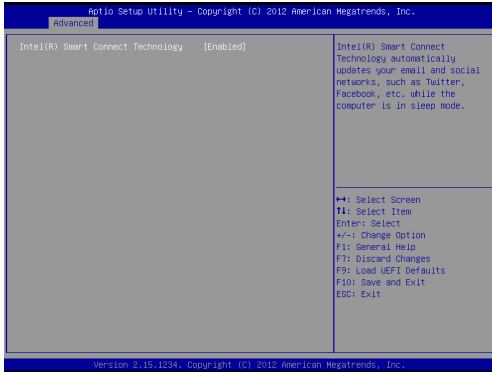 Aptio Setup Utility – Copyright (C) 2012 American Megatrends, Inc.
Advanced
Intel(R) Smart Connect Technology [Enabled]
Intel(R) Smart Connect
Technology automatically
updates your email and social
networks, such as Twitter,
Facebook, etc. while the
computer is in sleep mode.
↔: Select Screen
↑↓: Select Item
Enter: Select
+/-: Change Option
F1: General Help
F7: Discard Changes
F9: Load UEFI Defaults
F10: Save and Exit
ESC: Exit
Version 2.15.1234. Copyright (C) 2012 American Megatrends, Inc.